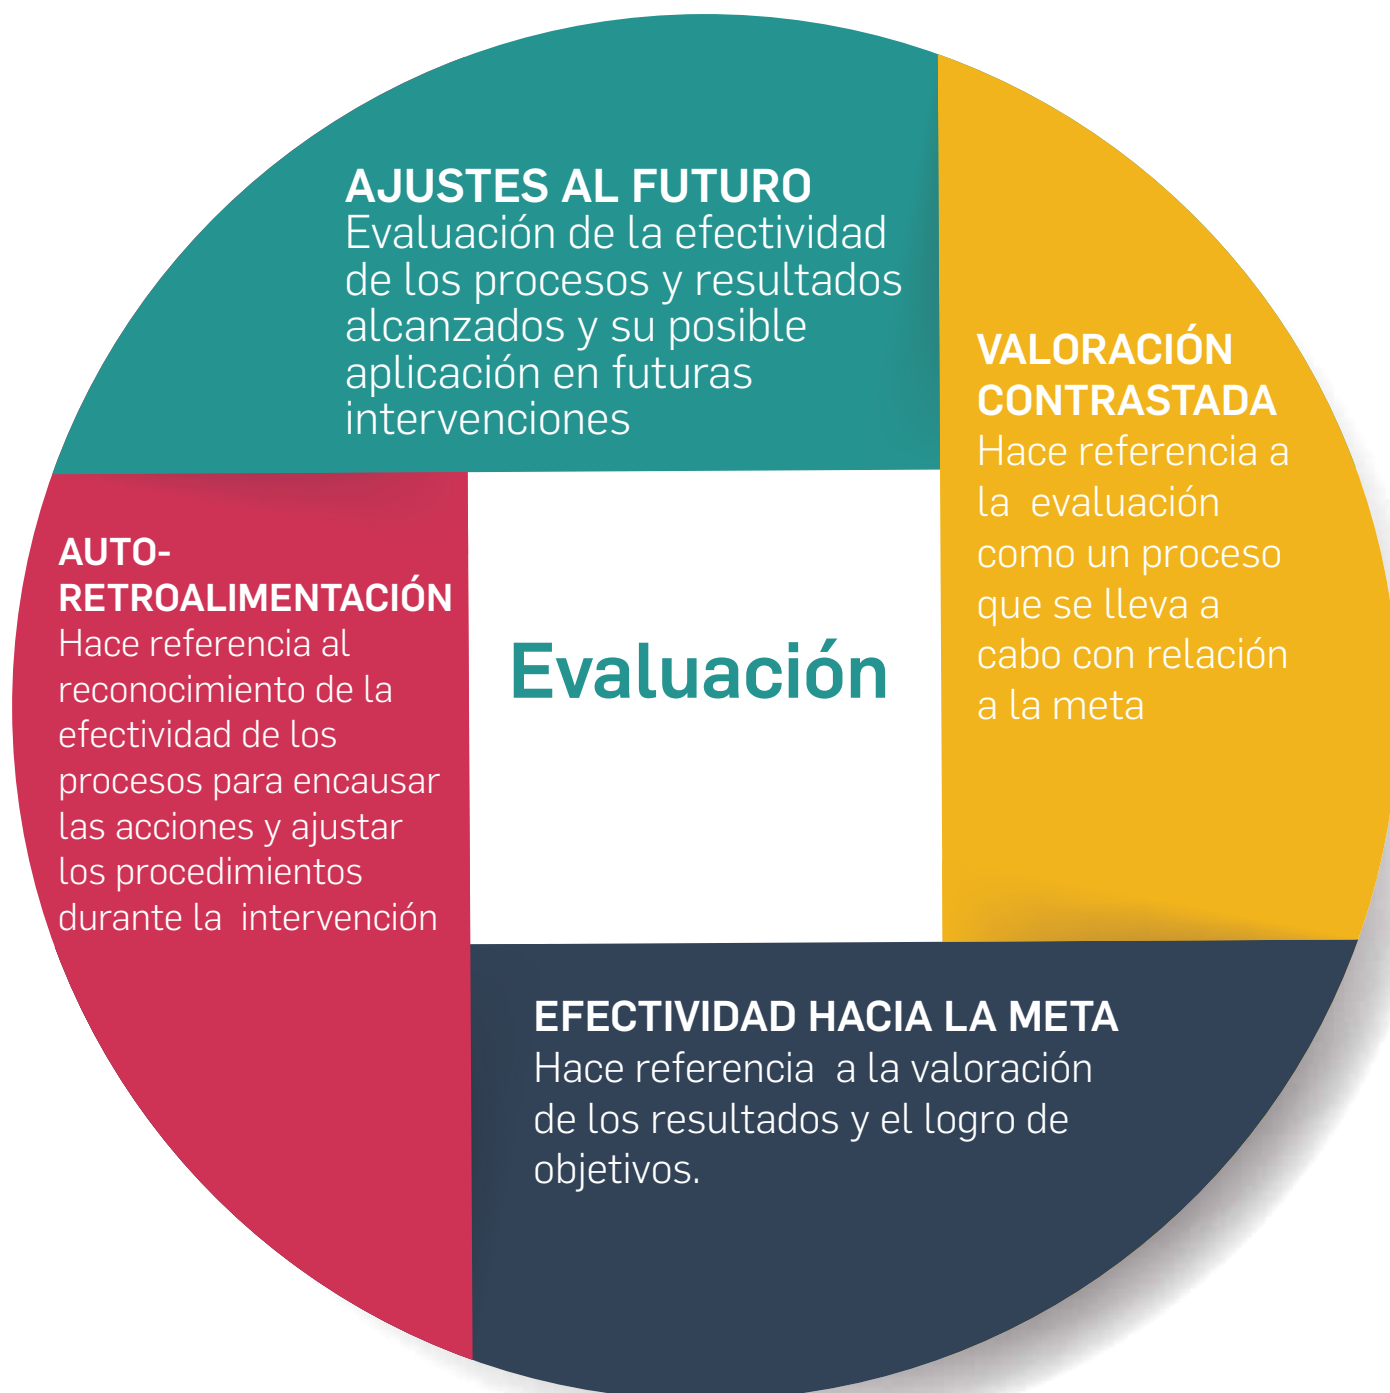 AJUSTES AL FUTURO
Evaluación de la efectividad
de los procesos y resultados
alcanzados y su posible
aplicación en futuras
intervenciones
VALORACIÓN
CONTRASTADA
Hace referencia a
la evaluación
como un proceso
que se lleva a
cabo con relación
a la meta
AUTO-
RETROALIMENTACIÓN
Hace referencia al
reconocimiento de la
efectividad de los
procesos para encausar
las acciones y ajustar
los procedimientos
durante la intervención
Evaluación
EFECTIVIDAD HACIA LA META
Hace referencia a la valoración
de los resultados y el logro de
objetivos.